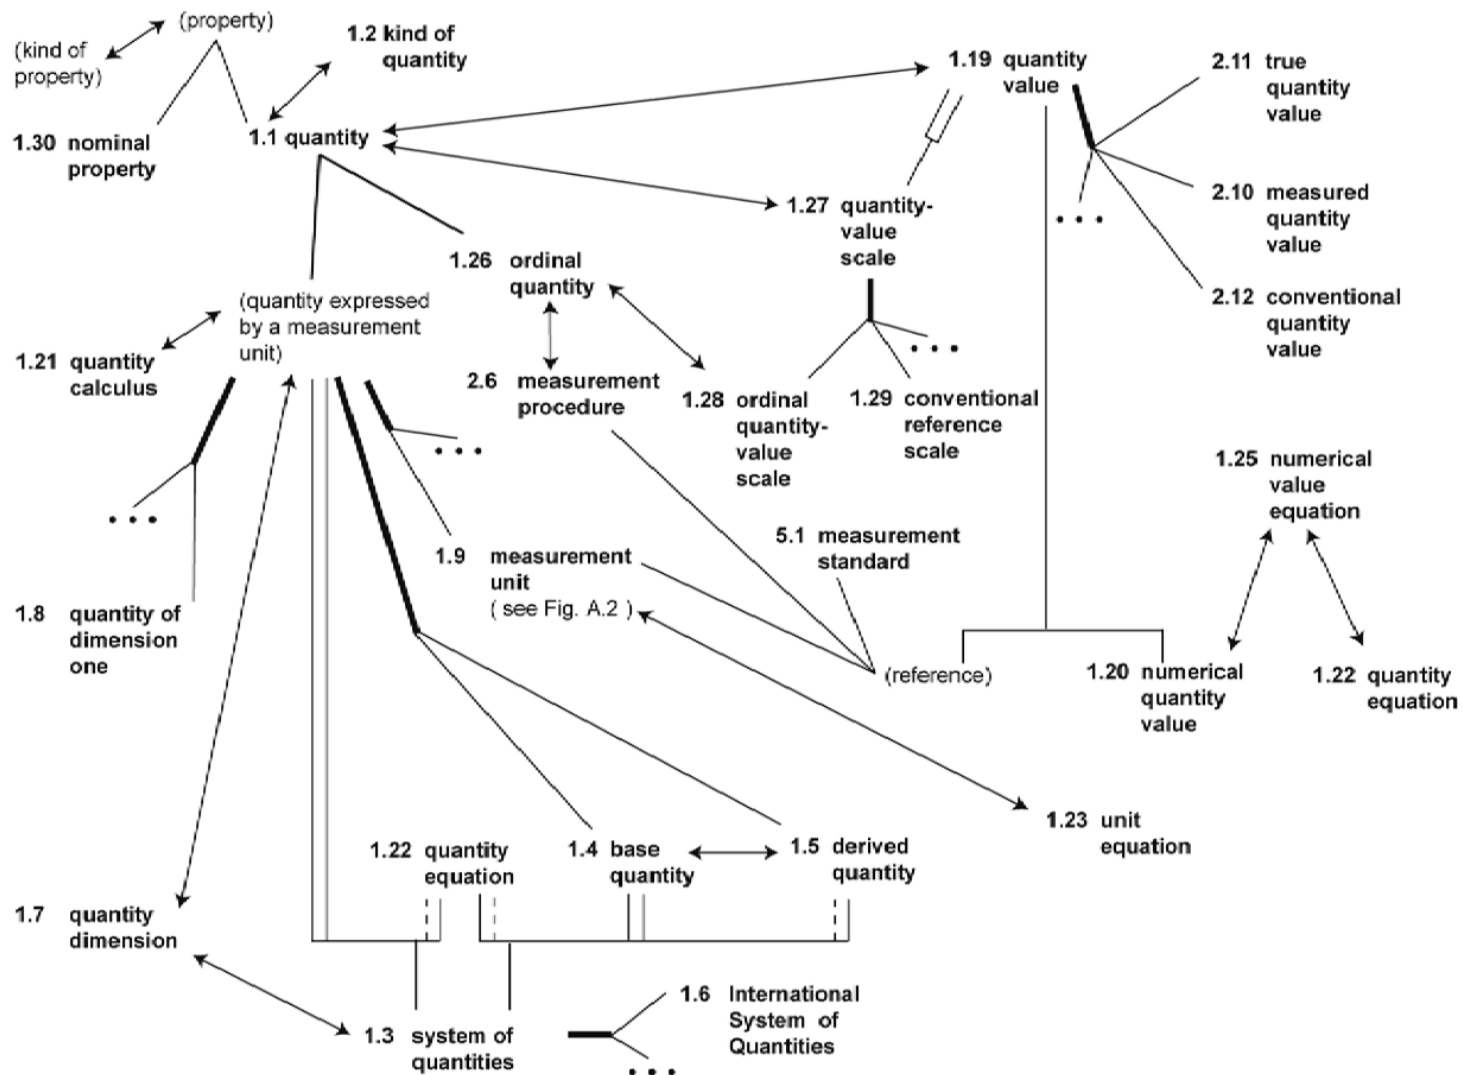 (property)
(kind of
property)
1.2 kind of
quantity
1.30 nominal
property
1.1 quantity
1.19 quantity
value
2.11 true
quantity
value
2.10 measured
quantity
value
2.12 conventional
quantity
value
1.27 quantity-
value
scale
1.26 ordinal
quantity
(quantity expressed
by a measurement
unit)
1.21 quantity
calculus
2.6 measurement
procedure
1.28 ordinal
quantity-
value
scale
1.29 conventional
reference
scale
1.25 numerical
value
equation
5.1 measurement
standard
1.9 measurement
unit
( see Fig. A.2 )
1.8 quantity of
dimension
one
(reference)
1.20 numerical
quantity
value
1.22 quantity
equation
1.23 unit
equation
1.22 quantity
equation
1.4 base
quantity
1.5 derived
quantity
1.7 quantity
dimension
1.3 system of
quantities
1.6 International
System of
Quantities